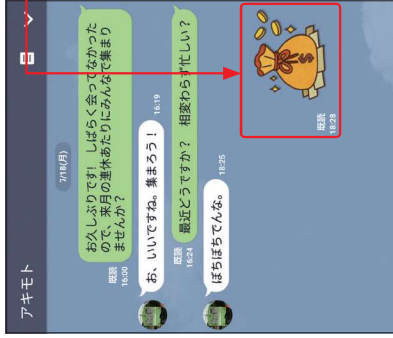 アキモト
7/18(月)
お久しぶりです! しばらく会ってなかった
ので、来月の連休あたりにみんなで集まり
ませんか?
既読
16:00
お、いいですね。集まろう!
16:19
最近どうですか? 相変わらず忙しい?
既読
16:24
ぼちぼちでんな。
18:25
$
既読
18:28